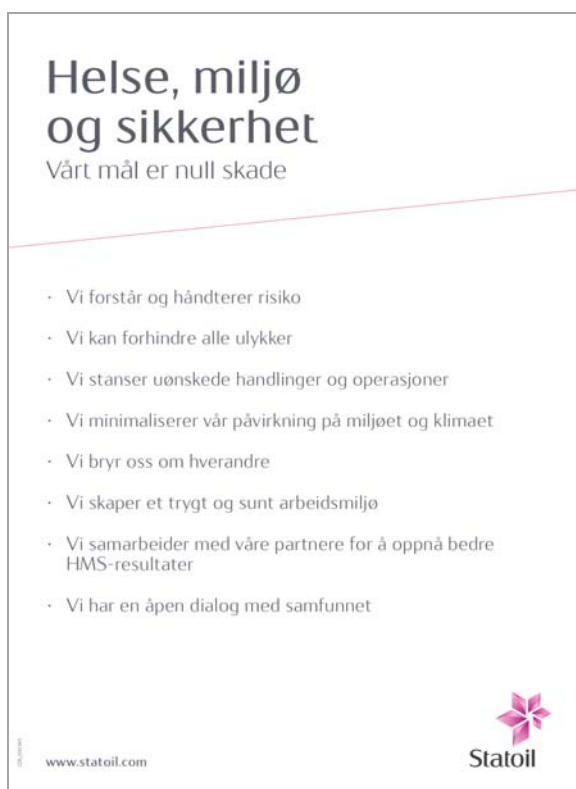 Helse, miljø
og sikkerhet
Vårt mål er null skade
· Vi forstår og håndterer risiko
· Vi kan forhindre alle ulykker
· Vi stanser uønskede handlinger og operasjoner
· Vi minimaliserer vår påvirkning på miljøet og klimaet
· Vi bryr oss om hverandre
· Vi skaper et trygt og sunt arbeidsmiljø
· Vi samarbeider med våre partnere for å oppnå bedre
HMS-resultater
· Vi har en åpen dialog med samfunnet
www.statoil.com
Statoil